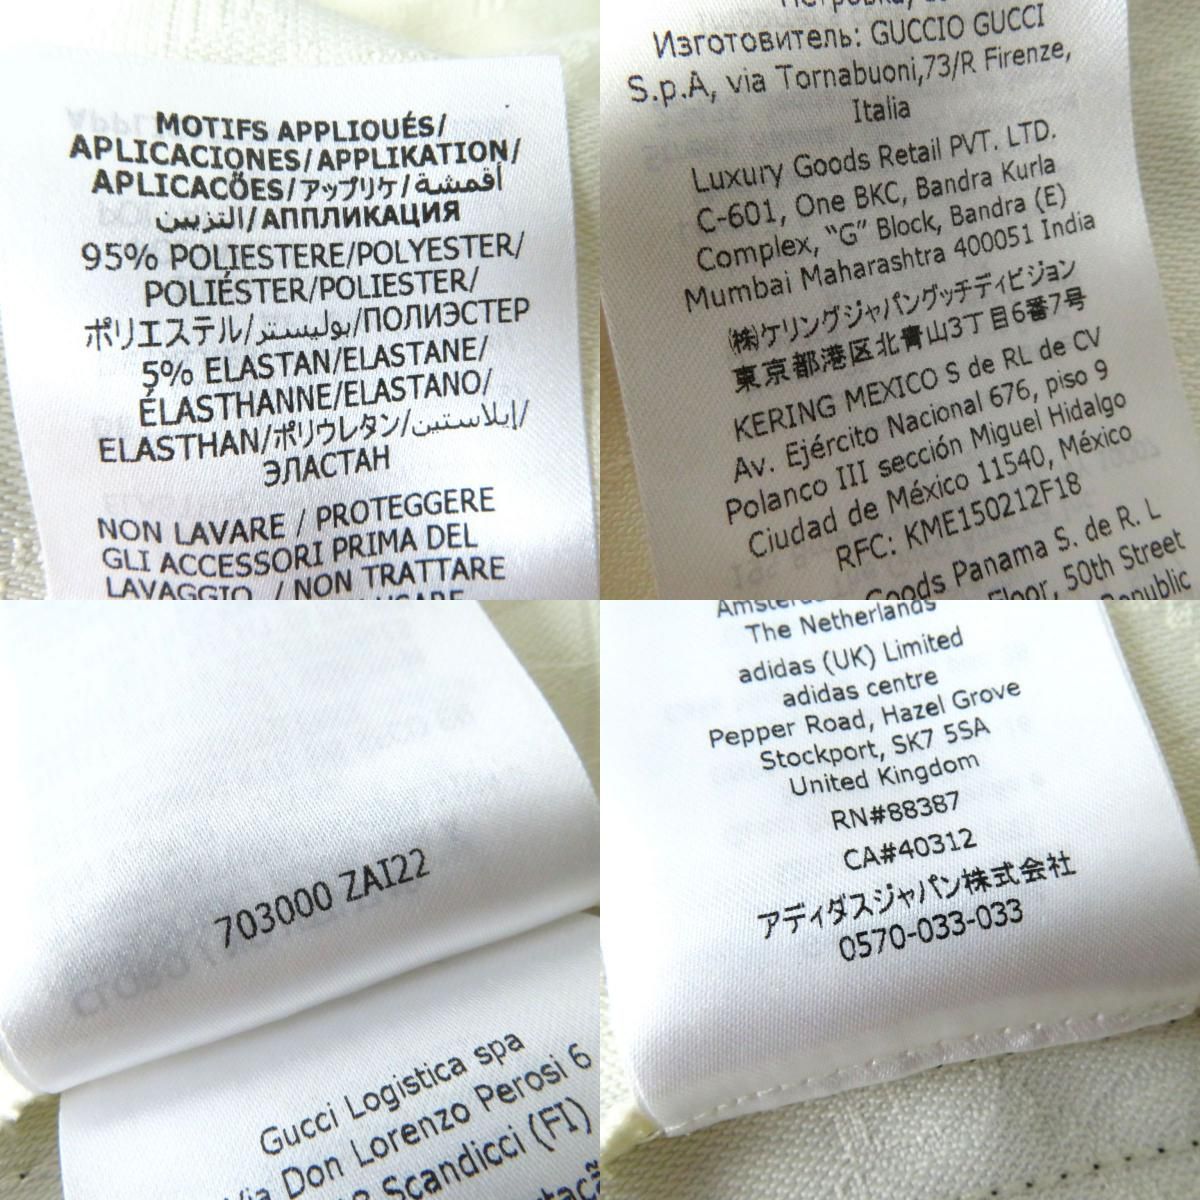 MOTIFS APPLIQUÉS/
APLICACIONES/APPLIKATION/
APLICACÕES/アップリケ/أقمشة
التزيين/АППЛИКАЦИЯ
95% POLIESTERE/POLYESTER/
POLIÉSTER/POLIESTER/
ポリエステル/بوليستر/ПОЛИЭСТЕР
5% ELASTAN/ELASTANE/
ÉLASTHANNE/ELASTANO/
ELASTHAN/ポリウレタン/إيلاستين/
ЭЛАСТАН
NON LAVARE / PROTEGGERE
GLI ACCESSORI PRIMA DEL
LAVAGGIO / NON TRATTARE
Изготовитель: GUCCIO GUCCI
S.p.A, via Tornabuoni,73/R Firenze,
Italia
Luxury Goods Retail PVT. LTD.
C-601, One BKC, Bandra Kurla
Complex, “G” Block, Bandra (E)
Mumbai Maharashtra 400051 India
㈱ケリングジャパングッチディビジョン
東京都港区北青山3丁目6番7号
KERING MEXICO S de RL de CV
Av. Ejército Nacional 676, piso 9
Polanco III sección Miguel Hidalgo
Ciudad de México 11540, México
RFC: KME150212F18
Goods Panama S. de R. L
Floor, 50th Street
Republic
703000 ZAI22
Gucci Logistica spa
Via Don Lorenzo Perosi 6
Scandicci (FI)
The Netherlands
adidas (UK) Limited
adidas centre
Pepper Road, Hazel Grove
Stockport, SK7 5SA
United Kingdom
RN#88387
CA#40312
アディダスジャパン株式会社
0570-033-033